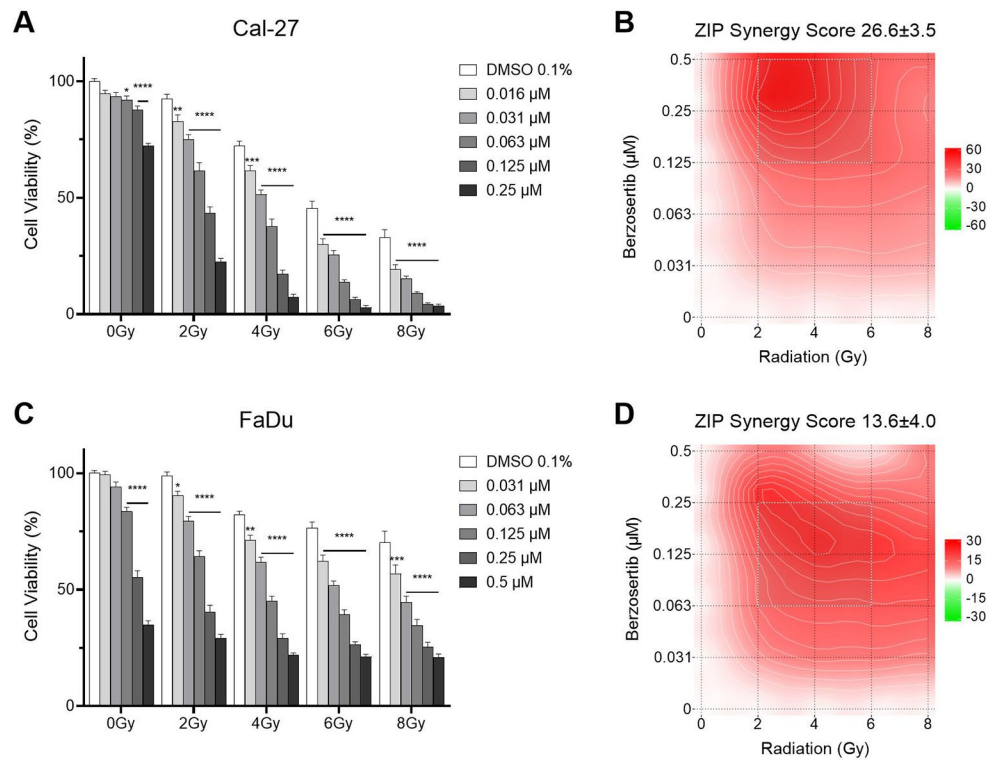 A
Cal-27
Cell Viability (%)
100
50
0
* **** ** **** *** **** **** ****
0Gy 2Gy 4Gy 6Gy 8Gy
DMSO 0.1%
0.016 µM
0.031 µM
0.063 µM
0.125 µM
0.25 µM
B
ZIP Synergy Score 26.6±3.5
Berzosertib (µM)
0.5
0.25
0.125
0.063
0.031
0
0 2 4 6 8
Radiation (Gy)
60
30
0
-30
-60
C
FaDu
Cell Viability (%)
100
50
0
**** * **** ** **** **** *** ****
0Gy 2Gy 4Gy 6Gy 8Gy
DMSO 0.1%
0.031 µM
0.063 µM
0.125 µM
0.25 µM
0.5 µM
D
ZIP Synergy Score 13.6±4.0
Berzosertib (µM)
0.5
0.25
0.125
0.063
0.031
0
0 2 4 6 8
Radiation (Gy)
30
15
0
-15
-30